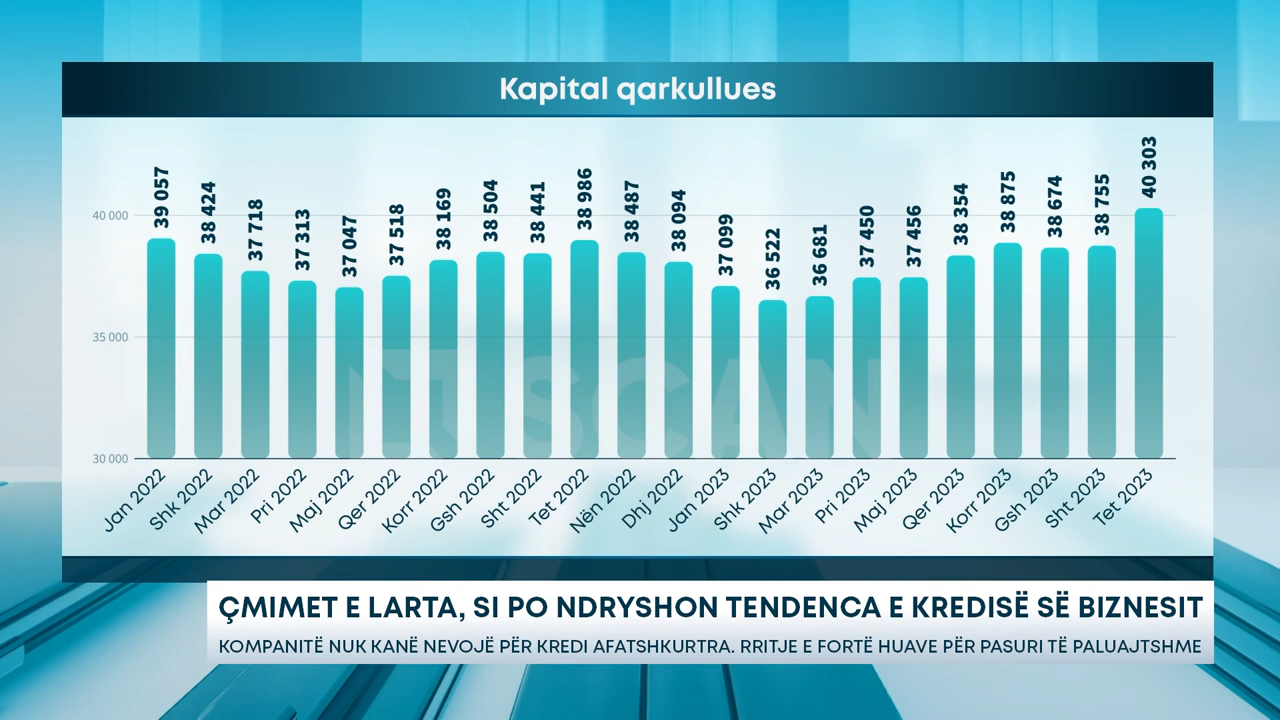 Kapital qarkullues
39 057
38 424
37 718
37 313
37 047
37 518
38 169
38 504
38 441
38 986
38 487
38 094
37 099
36 522
36 681
37 450
37 456
38 354
38 875
38 674
38 755
40 303
40 000
35 000
30 000
SCAN
Jan 2022
Shk 2022
Mar 2022
Pri 2022
Maj 2022
Qer 2022
Korr 2022
Gsh 2022
Sht 2022
Tet 2022
Nën 2022
Dhj 2022
Jan 2023
Shk 2023
Mar 2023
Pri 2023
Maj 2023
Qer 2023
Korr 2023
Gsh 2023
Sht 2023
Tet 2023
ÇMIMET E LARTA, SI PO NDRYSHON TENDENCA E KREDISË SË BIZNESIT
KOMPANITË NUK KANË NEVOJË PËR KREDI AFATSHKURTRA. RRITJE E FORTË HUAVE PËR PASURI TË PALUAJTSHME